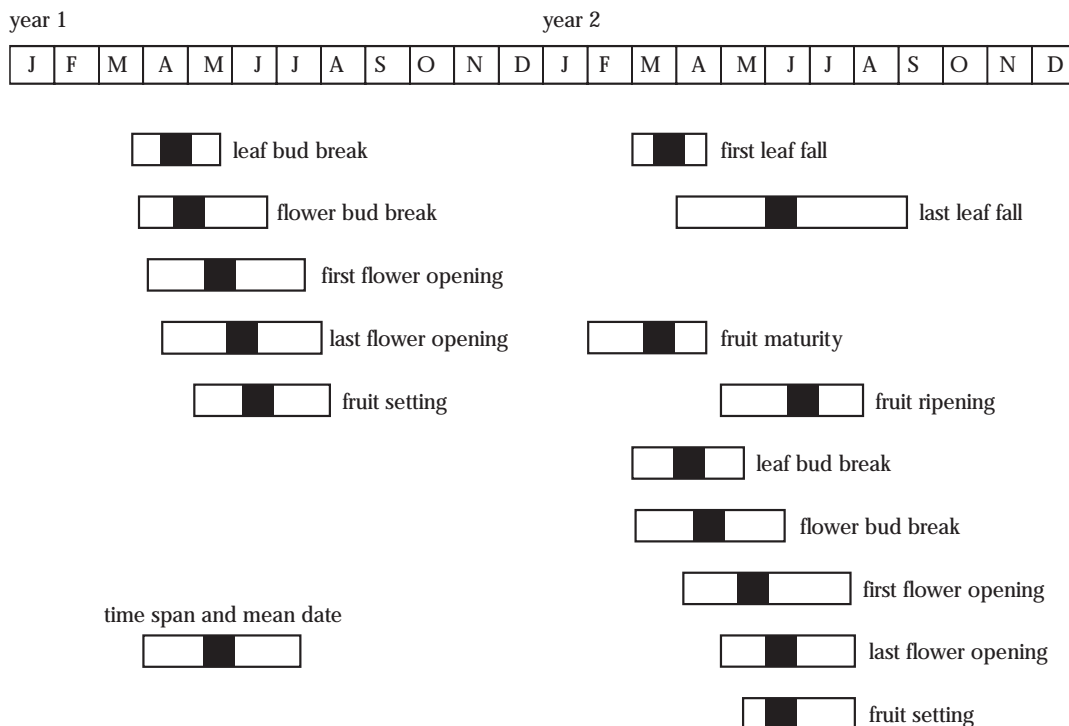 year 1 year 2
J F M A M J J A S O N D J F M A M J J A S O N D
leaf bud break first leaf fall
flower bud break last leaf fall
first flower opening
last flower opening fruit maturity
fruit setting fruit ripening
leaf bud break
flower bud break
first flower opening
time span and mean date
last flower opening
fruit setting